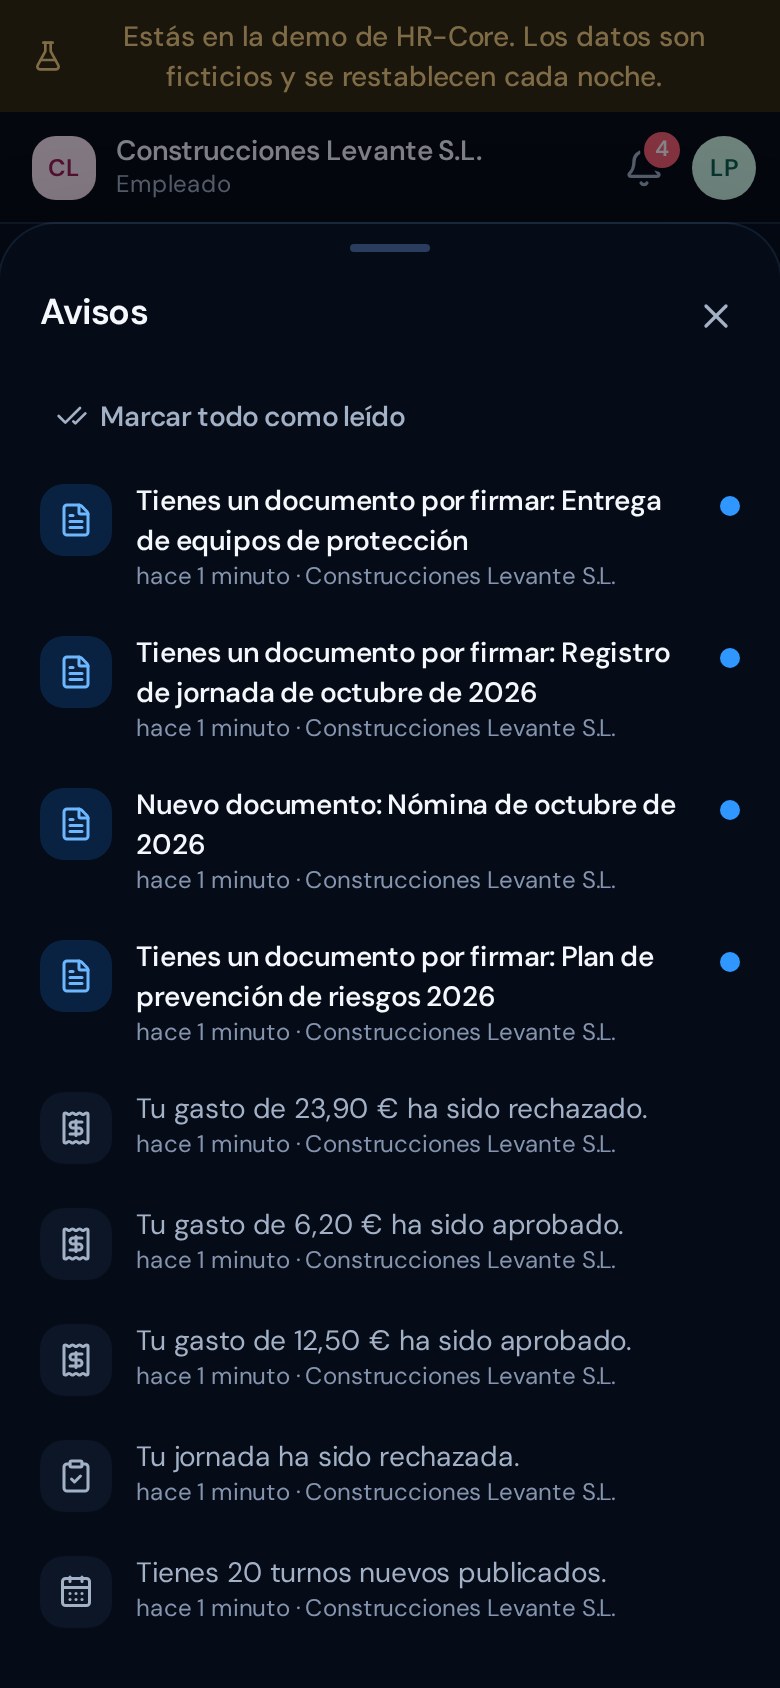 Estás en la demo de HR-Core. Los datos son
ficticios y se restablecen cada noche.
CL
Construcciones Levante S.L.
Empleado
4
LP
Avisos
Marcar todo como leído
Tienes un documento por firmar: Entrega
de equipos de protección
hace 1 minuto · Construcciones Levante S.L.
Tienes un documento por firmar: Registro
de jornada de octubre de 2026
hace 1 minuto · Construcciones Levante S.L.
Nuevo documento: Nómina de octubre de
2026
hace 1 minuto · Construcciones Levante S.L.
Tienes un documento por firmar: Plan de
prevención de riesgos 2026
hace 1 minuto · Construcciones Levante S.L.
Tu gasto de 23,90 € ha sido rechazado.
hace 1 minuto · Construcciones Levante S.L.
Tu gasto de 6,20 € ha sido aprobado.
hace 1 minuto · Construcciones Levante S.L.
Tu gasto de 12,50 € ha sido aprobado.
hace 1 minuto · Construcciones Levante S.L.
Tu jornada ha sido rechazada.
hace 1 minuto · Construcciones Levante S.L.
Tienes 20 turnos nuevos publicados.
hace 1 minuto · Construcciones Levante S.L.